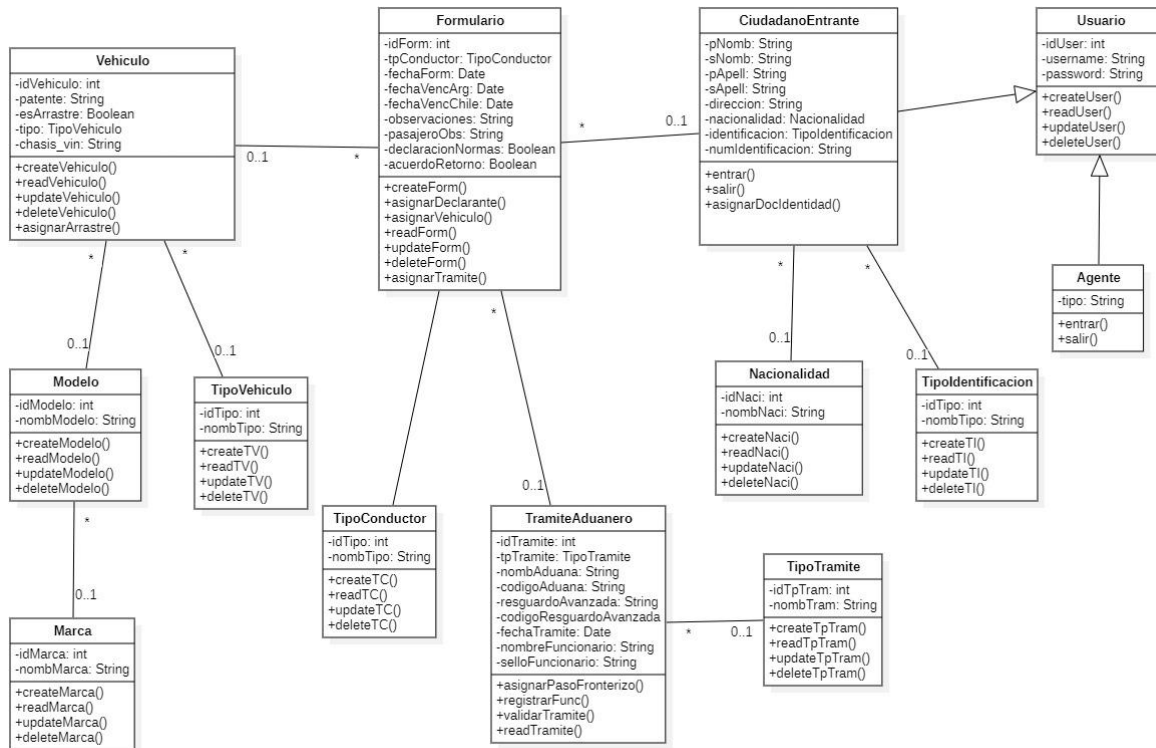 Vehiculo
-idVehiculo: int
-patente: String
-esArrastre: Boolean
-tipo: TipoVehiculo
-chasis_vin: String
+createVehiculo()
+readVehiculo()
+updateVehiculo()
+deleteVehiculo()
+asignarArrastre()
0..1
*
Formulario
-idForm: int
-tpConductor: TipoConductor
-fechaForm: Date
-fechaVencArg: Date
-fechaVencChile: Date
-observaciones: String
-pasajeroObs: String
-declaracionNormas: Boolean
-acuerdoRetorno: Boolean
+createForm()
+asignarDeclarante()
+asignarVehiculo()
+readForm()
+updateForm()
+deleteForm()
+asignarTramite()
*
0..1
CiudadanoEntrante
-pNomb: String
-sNomb: String
-pApell: String
-sApell: String
-direccion: String
-nacionalidad: Nacionalidad
-identificacion: TipoIdentificacion
-numIdentificacion: String
+entrar()
+salir()
+asignarDocIdentidad()
Usuario
-idUser: int
-username: String
-password: String
+createUser()
+readUser()
+updateUser()
+deleteUser()
*
*
*
*
*
Agente
-tipo: String
+entrar()
+salir()
0..1
0..1
0..1
0..1
Modelo
-idModelo: int
-nombModelo: String
+createModelo()
+readModelo()
+updateModelo()
+deleteModelo()
TipoVehiculo
-idTipo: int
-nombTipo: String
+createTV()
+readTV()
+updateTV()
+deleteTV()
Nacionalidad
-idNaci: int
-nombNaci: String
+createNaci()
+readNaci()
+updateNaci()
+deleteNaci()
TipoIdentificacion
-idTipo: int
-nombTipo: String
+createTI()
+readTI()
+updateTI()
+deleteTI()
*
0..1
0..1
Marca
-idMarca: int
-nombMarca: String
+createMarca()
+readMarca()
+updateMarca()
+deleteMarca()
TipoConductor
-idTipo: int
-nombTipo: String
+createTC()
+readTC()
+updateTC()
+deleteTC()
TramiteAduanero
-idTramite: int
-tpTramite: TipoTramite
-nombAduana: String
-codigoAduana: String
-resguardoAvanzada: String
-codigoResguardoAvanzada
-fechaTramite: Date
-nombreFuncionario: String
-selloFuncionario: String
+asignarPasoFronterizo()
+registrarFunc()
+validarTramite()
+readTramite()
*
0..1
TipoTramite
-idTpTram: int
-nombTram: String
+createTpTram()
+readTpTram()
+updateTpTram()
+deleteTpTram()